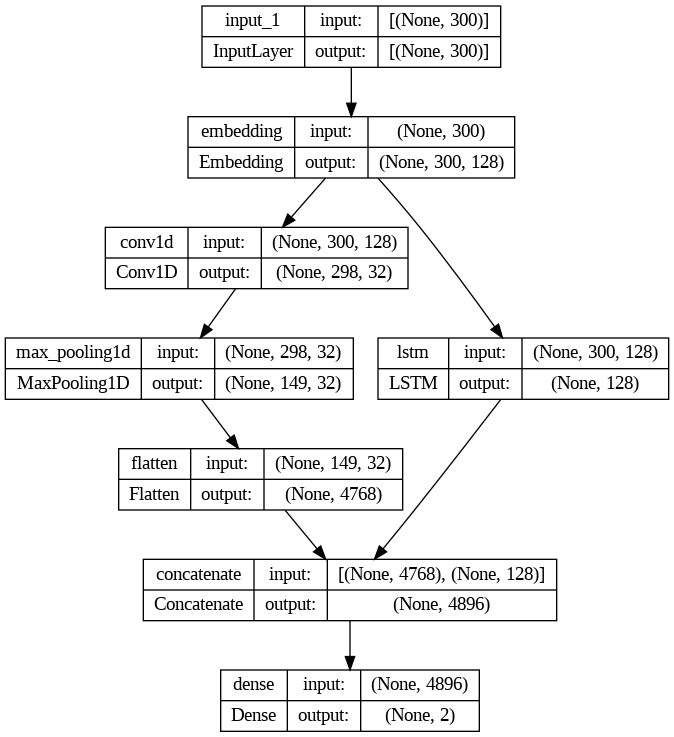 input_1 input: [(None, 300)]
InputLayer output: [(None, 300)]
embedding input: (None, 300)
Embedding output: (None, 300, 128)
conv1d input: (None, 300, 128)
Conv1D output: (None, 298, 32)
max_pooling1d input: (None, 298, 32)
MaxPooling1D output: (None, 149, 32)
lstm input: (None, 300, 128)
LSTM output: (None, 128)
flatten input: (None, 149, 32)
Flatten output: (None, 4768)
concatenate input: [(None, 4768), (None, 128)]
Concatenate output: (None, 4896)
dense input: (None, 4896)
Dense output: (None, 2)